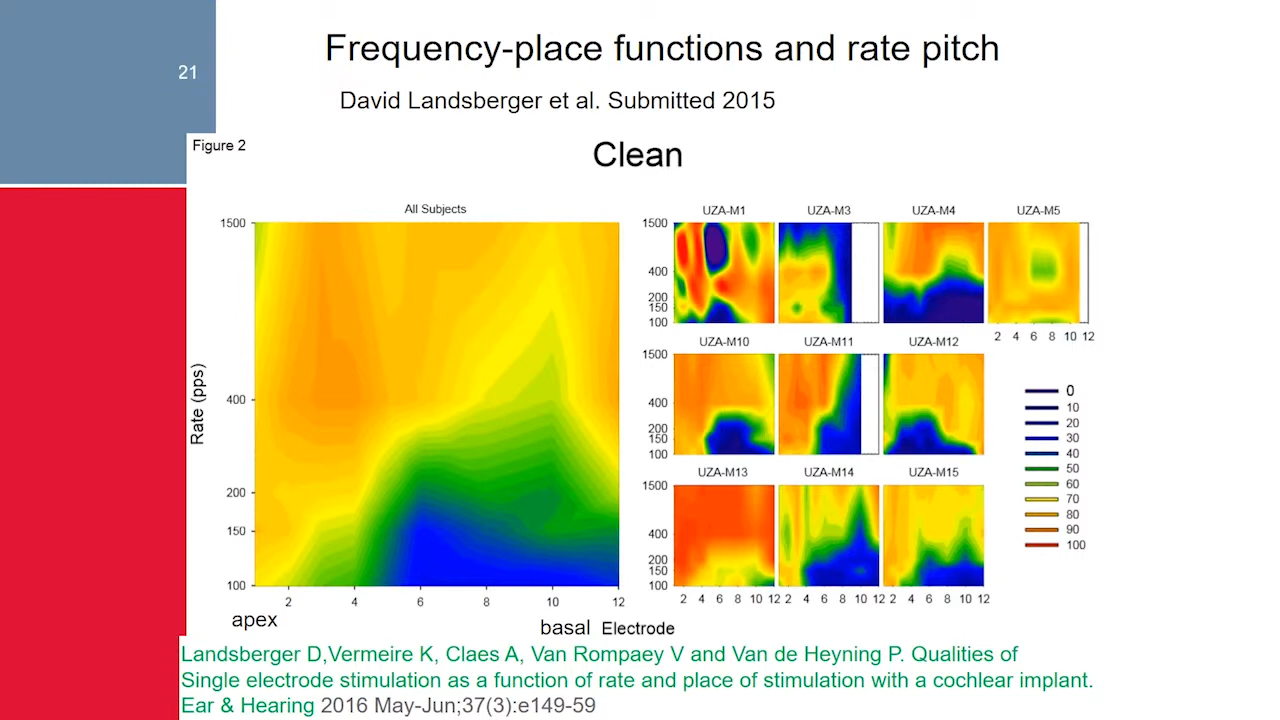 21
Frequency-place functions and rate pitch
David Landsberger et al. Submitted 2015
Figure 2
Clean
All Subjects
Rate (pps)
1500
400
200
150
100
2 4 6 8 10 12
apex
basal Electrode
UZA-M1 UZA-M3 UZA-M4 UZA-M5
1500
400
200
150
100
2 4 6 8 10 12
UZA-M10 UZA-M11 UZA-M12
1500
400
200
150
100
UZA-M13 UZA-M14 UZA-M15
1500
400
200
150
100
2 4 6 8 10 12 2 4 6 8 10 12 2 4 6 8 10 12
0
10
20
30
40
50
60
70
80
90
100
Landsberger D,Vermeire K, Claes A, Van Rompaey V and Van de Heyning P. Qualities of
Single electrode stimulation as a function of rate and place of stimulation with a cochlear implant.
Ear & Hearing 2016 May-Jun;37(3):e149-59